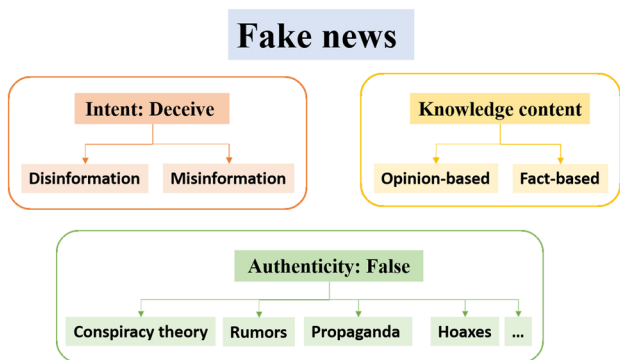 Fake news
Intent: Deceive
Disinformation
Misinformation
Knowledge content
Opinion-based
Fact-based
Authenticity: False
Conspiracy theory
Rumors
Propaganda
Hoaxes
...